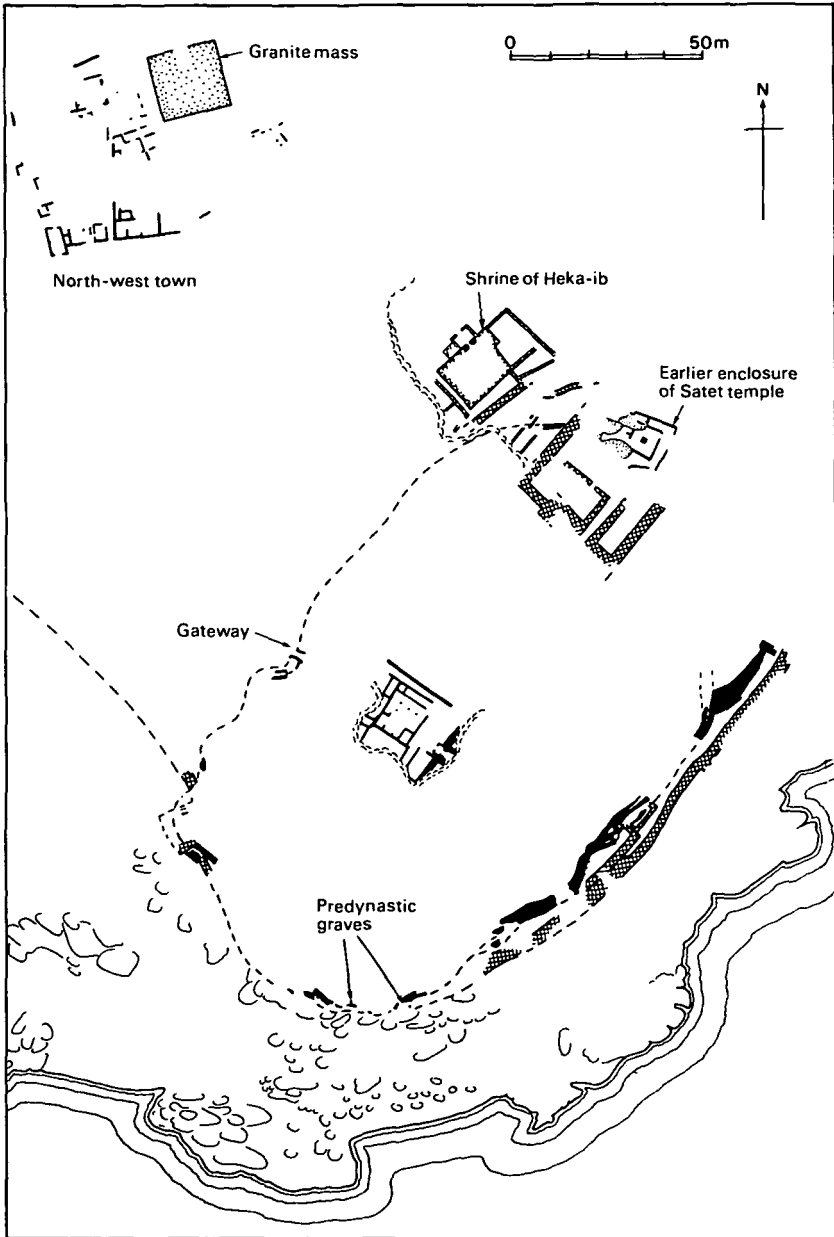 Granite mass
0 50m
N
North-west town
Shrine of Heka-ib
Earlier enclosure
of Satet temple
Gateway
Predynastic
graves